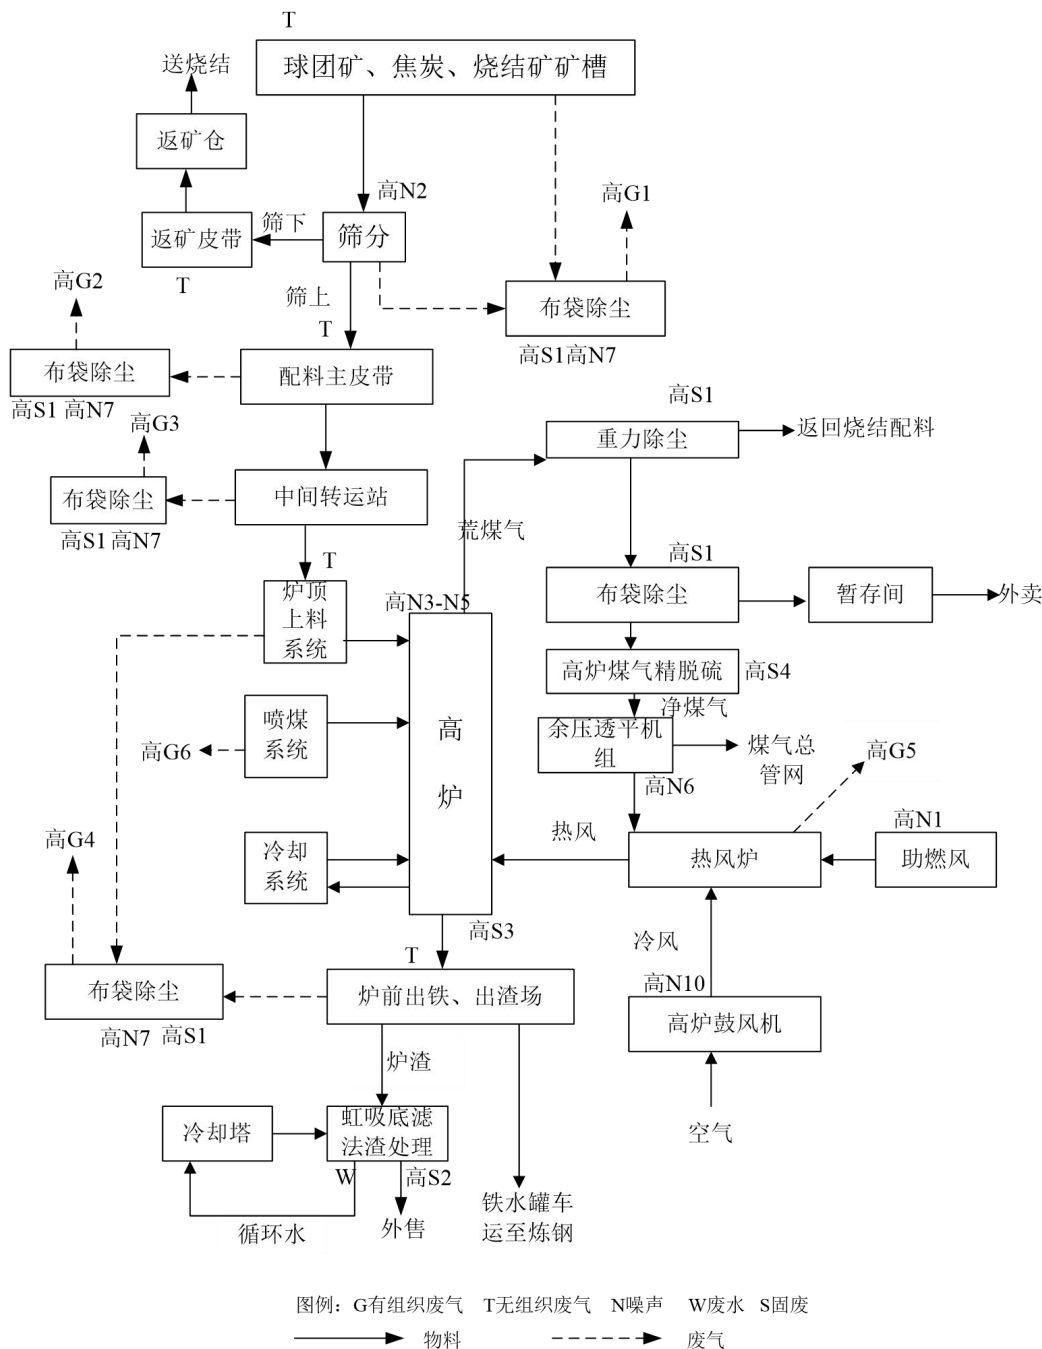 T
球团矿、焦炭、烧结矿矿槽
送烧结
返矿仓
高N2
高G1
返矿皮带
筛下
筛分
T
高G2
筛上
T
布袋除尘
高S1高N7
布袋除尘
配料主皮带
高S1 高N7
高G3
高S1
重力除尘
返回烧结配料
布袋除尘
中间转运站
高S1 高N7
荒煤气
T
高S1
炉顶
上料
系统
高N3-N5
布袋除尘
暂存间
外卖
高炉煤气精脱硫
高S4
净煤气
喷煤
系统
高G6
高
炉
余压透平机
组
煤气总
管网
高G5
高N6
高G4
冷却
系统
热风
热风炉
高N1
助燃风
高S3
T
冷风
布袋除尘
炉前出铁、出渣场
高N10
高炉鼓风机
高N7 高S1
炉渣
空气
冷却塔
虹吸底滤
法渣处理
W
高S2
循环水
外售
铁水罐车
运至炼钢
图例：G有组织废气 T无组织废气 N噪声 W废水 S固废
物料
废气